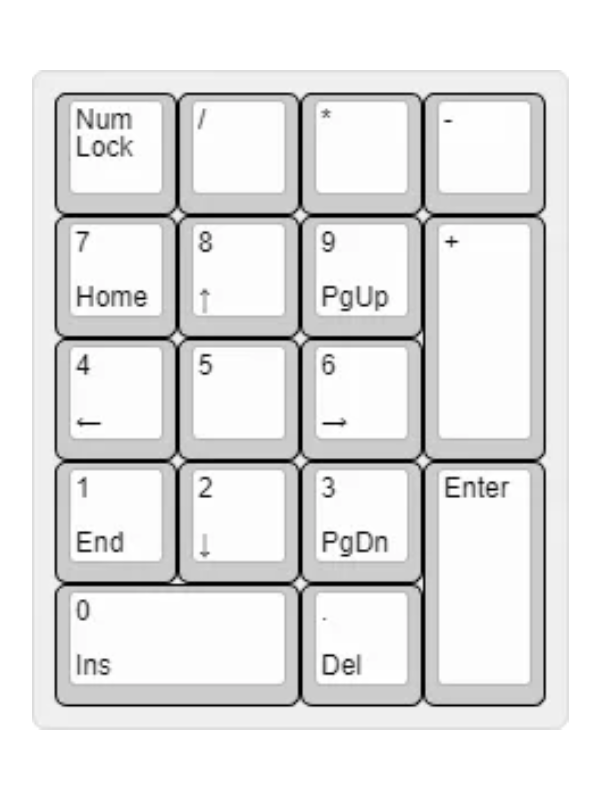 Num
Lock
/
*
-
7
Home
8
↑
9
PgUp
+
4
←
5
6
→
1
End
2
↓
3
PgDn
Enter
0
Ins
.
Del